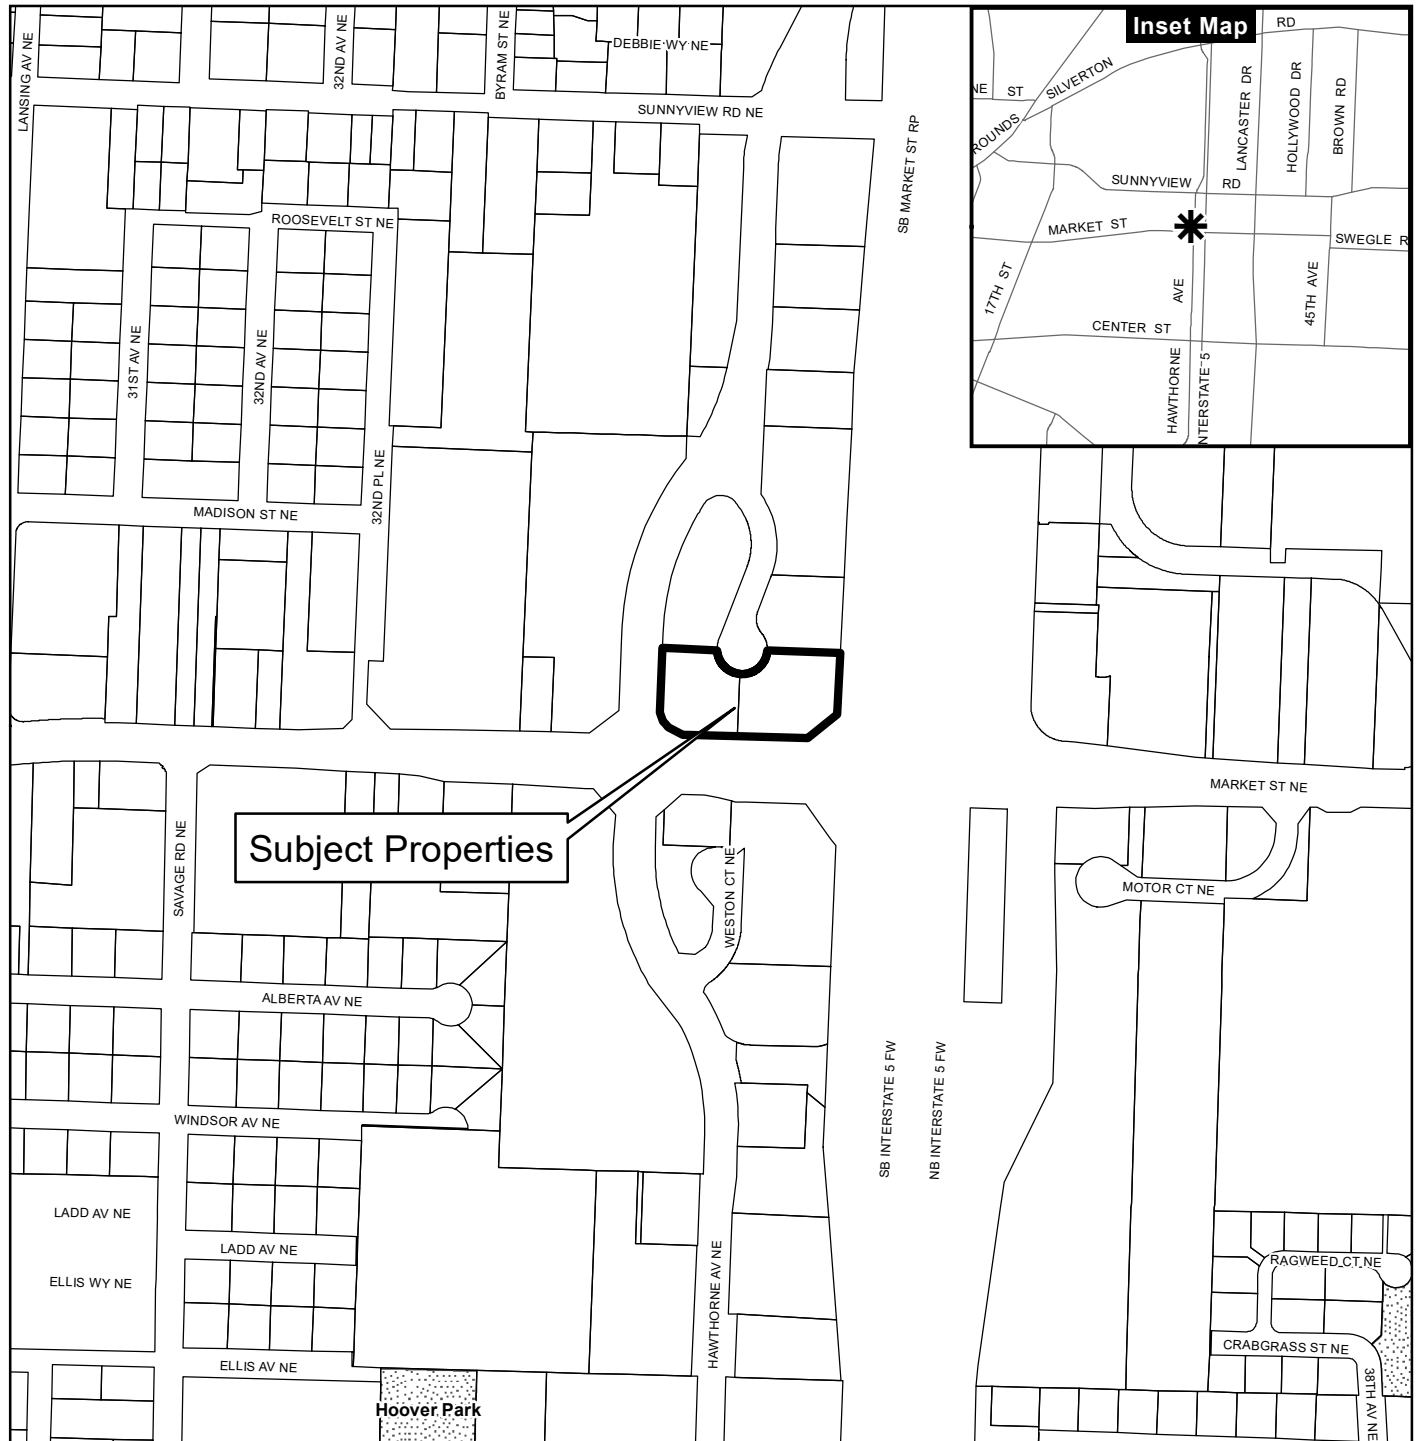 LANSING AV NE
32ND AV NE
BYRAM ST NE
DEBBIE WY NE
SUNNYVIEW RD NE
SB MARKET ST RP
ROOSEVELT ST NE
31ST AV NE
32ND AV NE
32ND PL NE
MADISON ST NE
Inset Map
RD
NE ST
SILVERTON
ROUNDS
LANCASTER DR
HOLLYWOOD DR
BROWN RD
SUNNYVIEW RD
MARKET ST
SWEGLE R
17TH ST
AVE
45TH AVE
CENTER ST
HAWTHORNE
NTERSTATE 5
MARKET ST NE
Subject Properties
SAVAGE RD NE
WESTON CT NE
MOTOR CT NE
ALBERTA AV NE
SB INTERSTATE 5 FW
NB INTERSTATE 5 FW
WINDSOR AV NE
LADD AV NE
LADD AV NE
ELLIS WY NE
HAWTHORNE AV NE
RAGWEED CT NE
CRABGRASS ST NE
ELLIS AV NE
38TH AV NE
Hoover Park